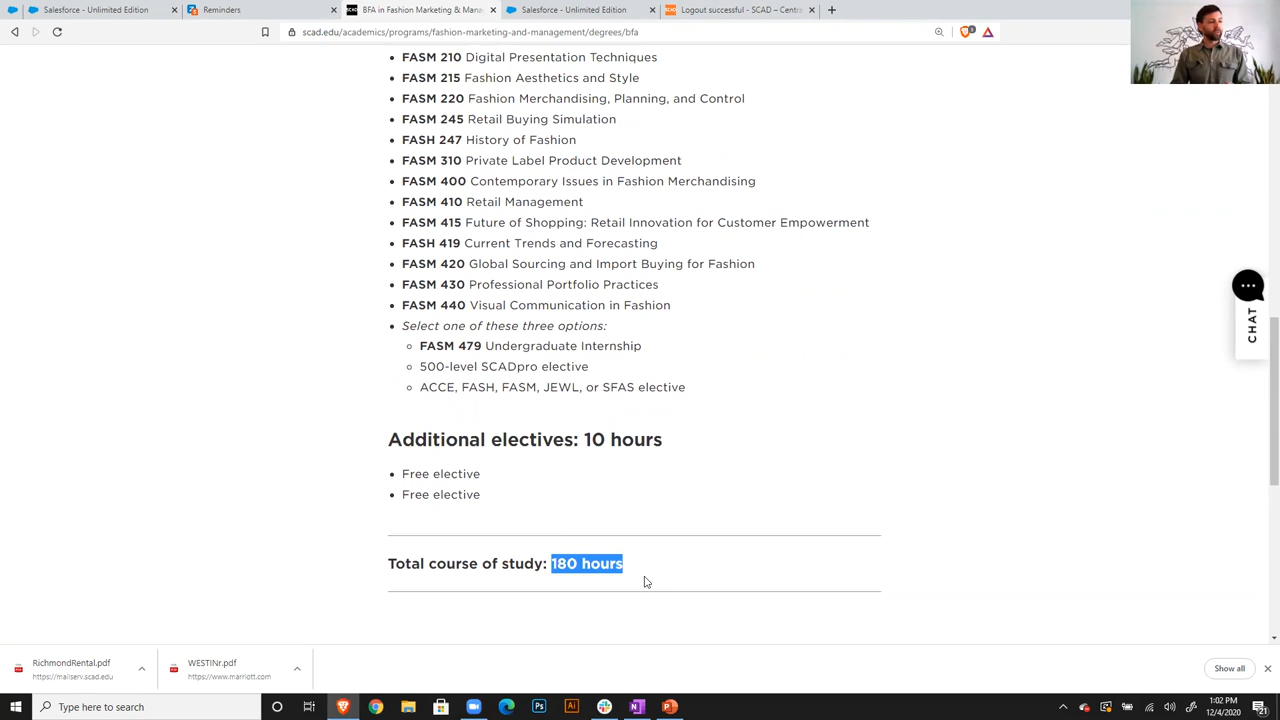 Salesforce - Unlimited Edition
Reminders
BFA in Fashion Marketing & Mana
Salesforce - Unlimited Edition
Logout successful - SCAD – Centra
scad.edu/academics/programs/fashion-marketing-and-management/degrees/bfa
• FASM 210 Digital Presentation Techniques
• FASM 215 Fashion Aesthetics and Style
• FASM 220 Fashion Merchandising, Planning, and Control
• FASM 245 Retail Buying Simulation
• FASH 247 History of Fashion
• FASM 310 Private Label Product Development
• FASM 400 Contemporary Issues in Fashion Merchandising
• FASM 410 Retail Management
• FASM 415 Future of Shopping: Retail Innovation for Customer Empowerment
• FASH 419 Current Trends and Forecasting
• FASM 420 Global Sourcing and Import Buying for Fashion
• FASM 430 Professional Portfolio Practices
• FASM 440 Visual Communication in Fashion
• Select one of these three options:
◦ FASM 479 Undergraduate Internship
◦ 500-level SCADpro elective
◦ ACCE, FASH, FASM, JEWL, or SFAS elective
CHAT
Additional electives: 10 hours
• Free elective
• Free elective
Total course of study: 180 hours
RichmondRental.pdf
https://mailserv.scad.edu
WESTINr.pdf
https://www.marriott.com
Show all
Type here to search
1:02 PM
12/4/2020